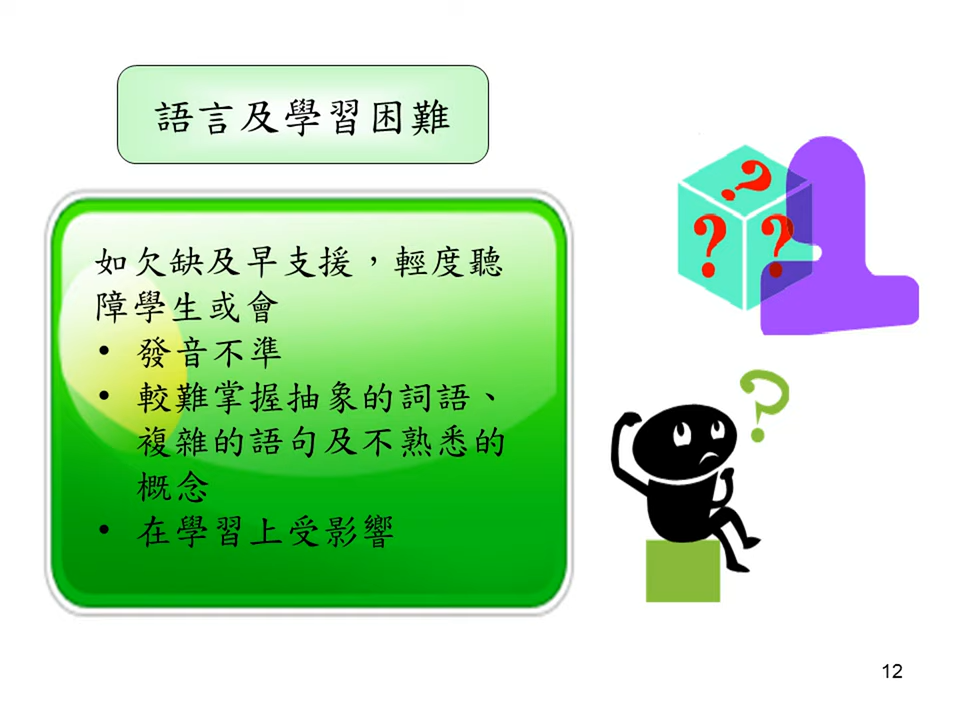 語言及學習困難
如欠缺及早支援，輕度聽
障學生或會
• 發音不準
• 較難掌握抽象的詞語、
複雜的語句及不熟悉的
概念
• 在學習上受影響
? ? ?
?
12